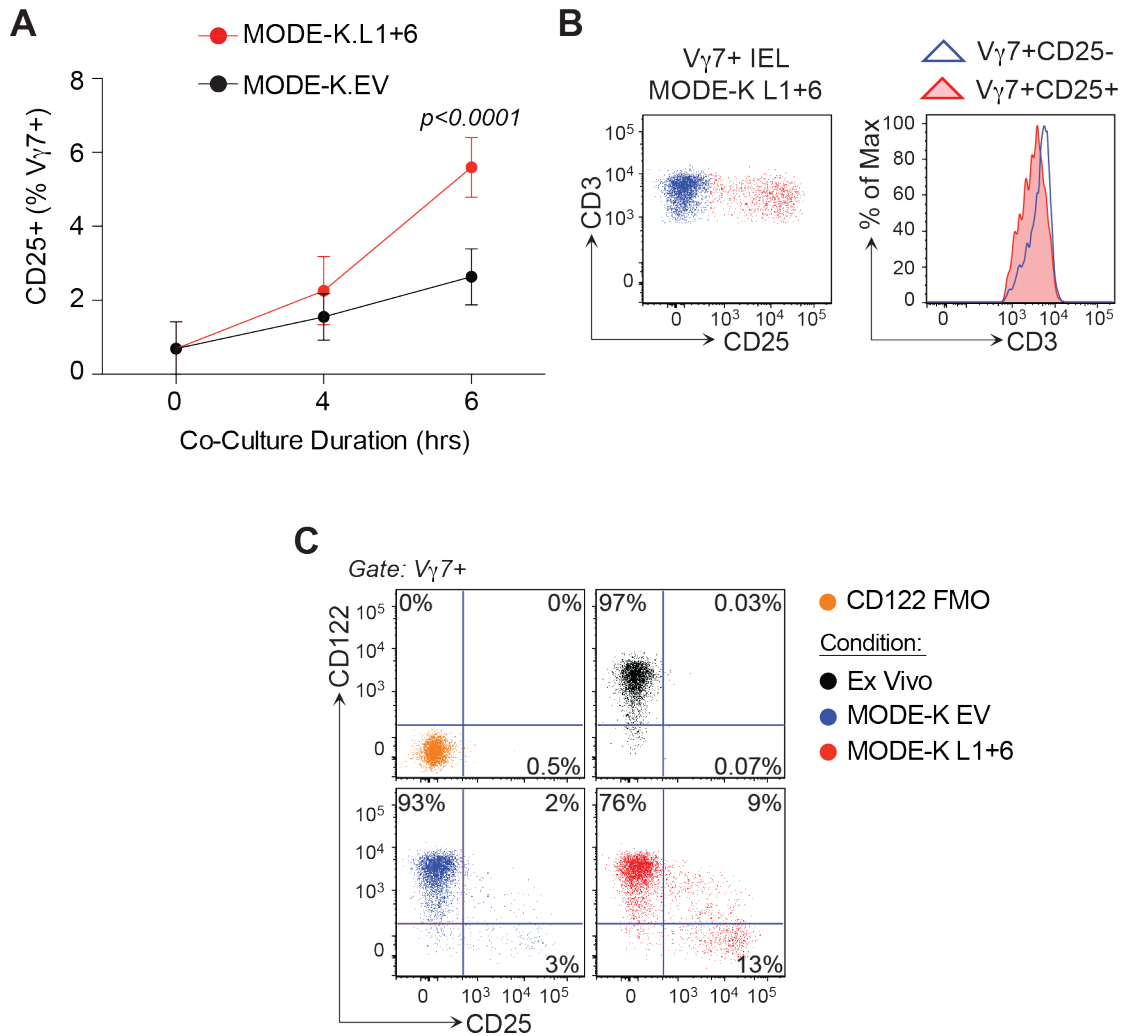 A
MODE-K.L1+6
MODE-K.EV
8
6
4
2
0
CD25+ (% Vγ7+)
p<0.0001
0
4
6
Co-Culture Duration (hrs)
B
Vγ7+ IEL
MODE-K L1+6
10⁵
10⁴
10³
0
CD3
0
10³
10⁴
10⁵
CD25
Vγ7+CD25-
Vγ7+CD25+
100
80
60
40
20
0
% of Max
0
10³
10⁴
10⁵
CD3
C
Gate: Vγ7+
CD122
10⁵
10⁴
10³
0
0%
0%
0.5%
97%
0.03%
0.07%
10⁵
10⁴
10³
0
93%
2%
3%
76%
9%
13%
0
10³
10⁴
10⁵
0
10³
10⁴
10⁵
CD25
CD122 FMO
Condition:
Ex Vivo
MODE-K EV
MODE-K L1+6